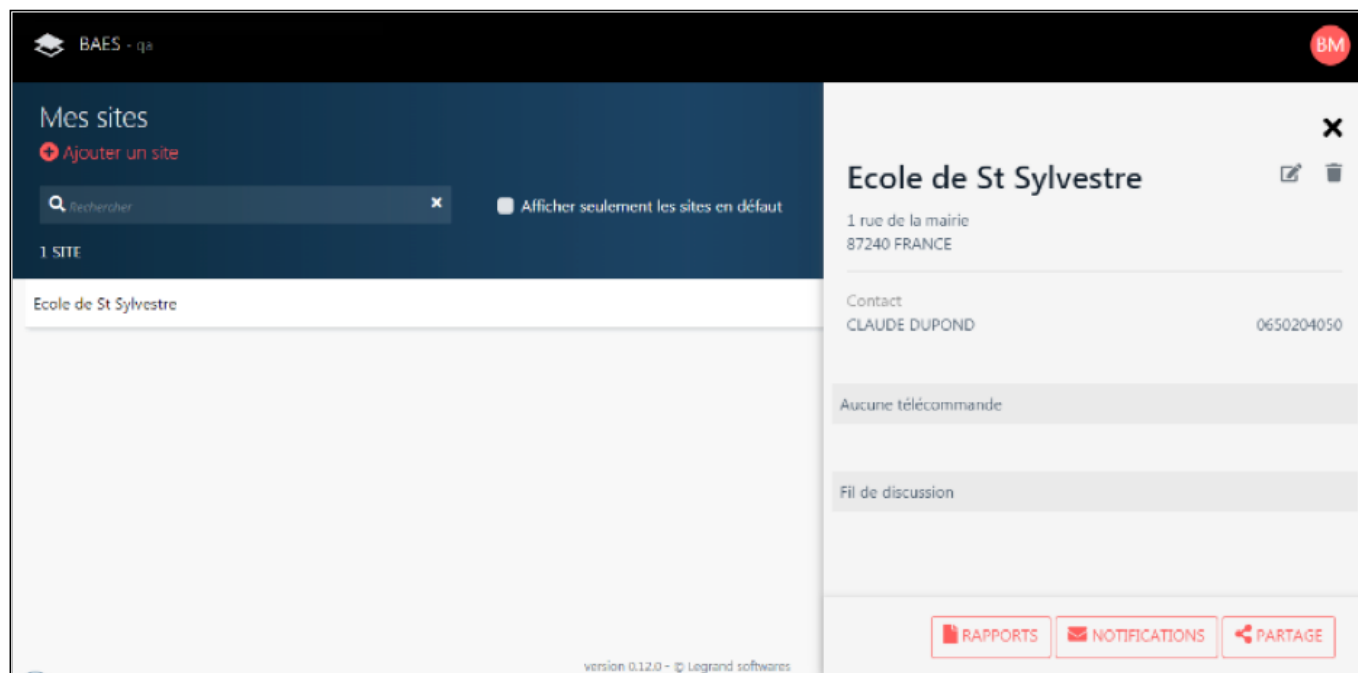 BAES - qa
BM
Mes sites
Ajouter un site
Rechercher
Afficher seulement les sites en défaut
1 SITE
Ecole de St Sylvestre
Ecole de St Sylvestre
1 rue de la mairie
87240 FRANCE
Contact
CLAUDE DUPOND 0650204050
Aucune télécommande
Fil de discussion
RAPPORTS NOTIFICATIONS PARTAGE
version 0.12.0 - © Legrand softwares